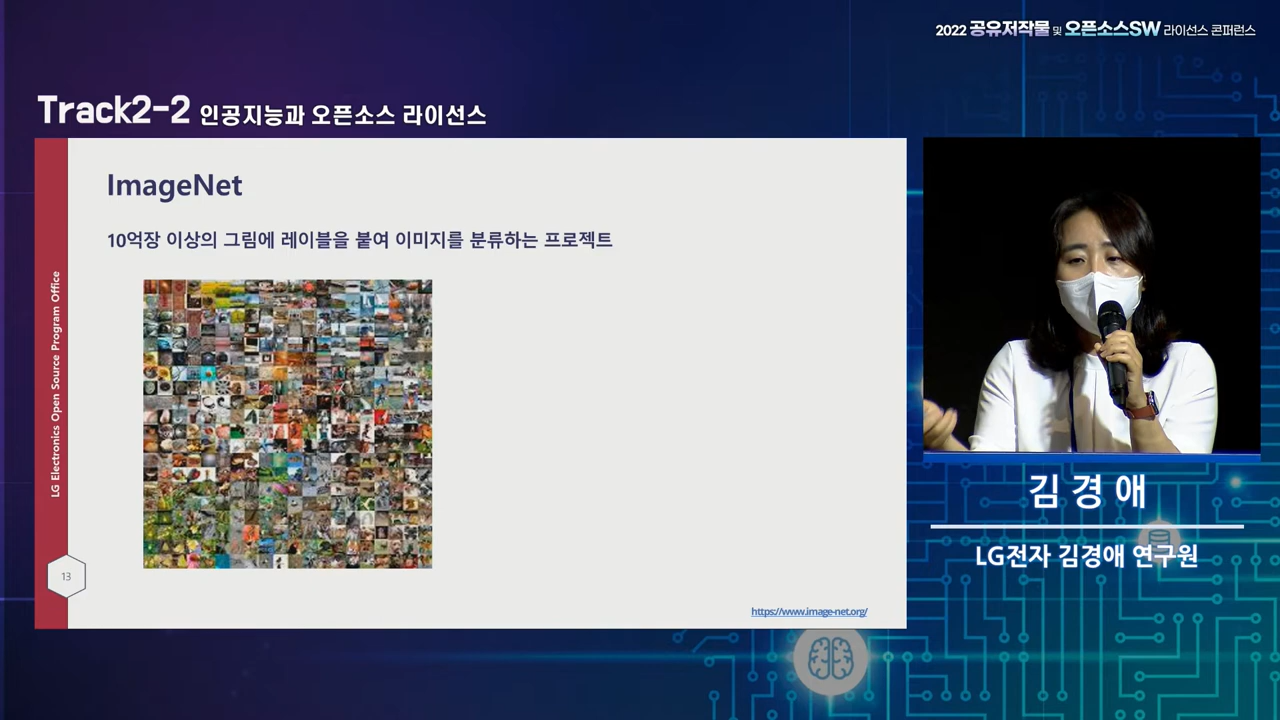 2022 공유저작물 및 오픈소스SW 라이선스 콘퍼런스
Track2-2 인공지능과 오픈소스 라이선스
ImageNet
10억장 이상의 그림에 레이블을 붙여 이미지를 분류하는 프로젝트
LG Electronics Open Source Program Office
13
https://www.image-net.org/
김경애
LG전자 김경애 연구원